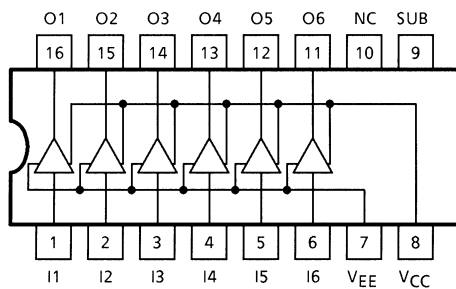 O1 O2 O3 O4 O5 O6 NC SUB
16 15 14 13 12 11 10 9
1 2 3 4 5 6 7 8
I1 I2 I3 I4 I5 I6 VEE VCC